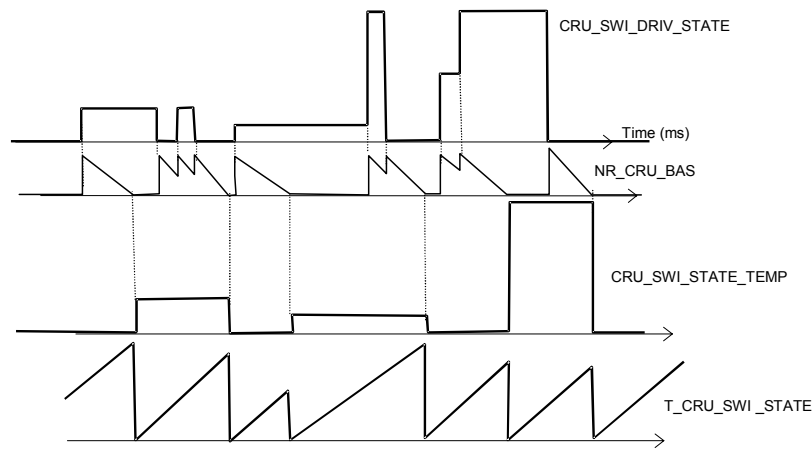 CRU_SWI_DRIV_STATE
Time (ms)
NR_CRU_BAS
CRU_SWI_STATE_TEMP
T_CRU_SWI _STATE